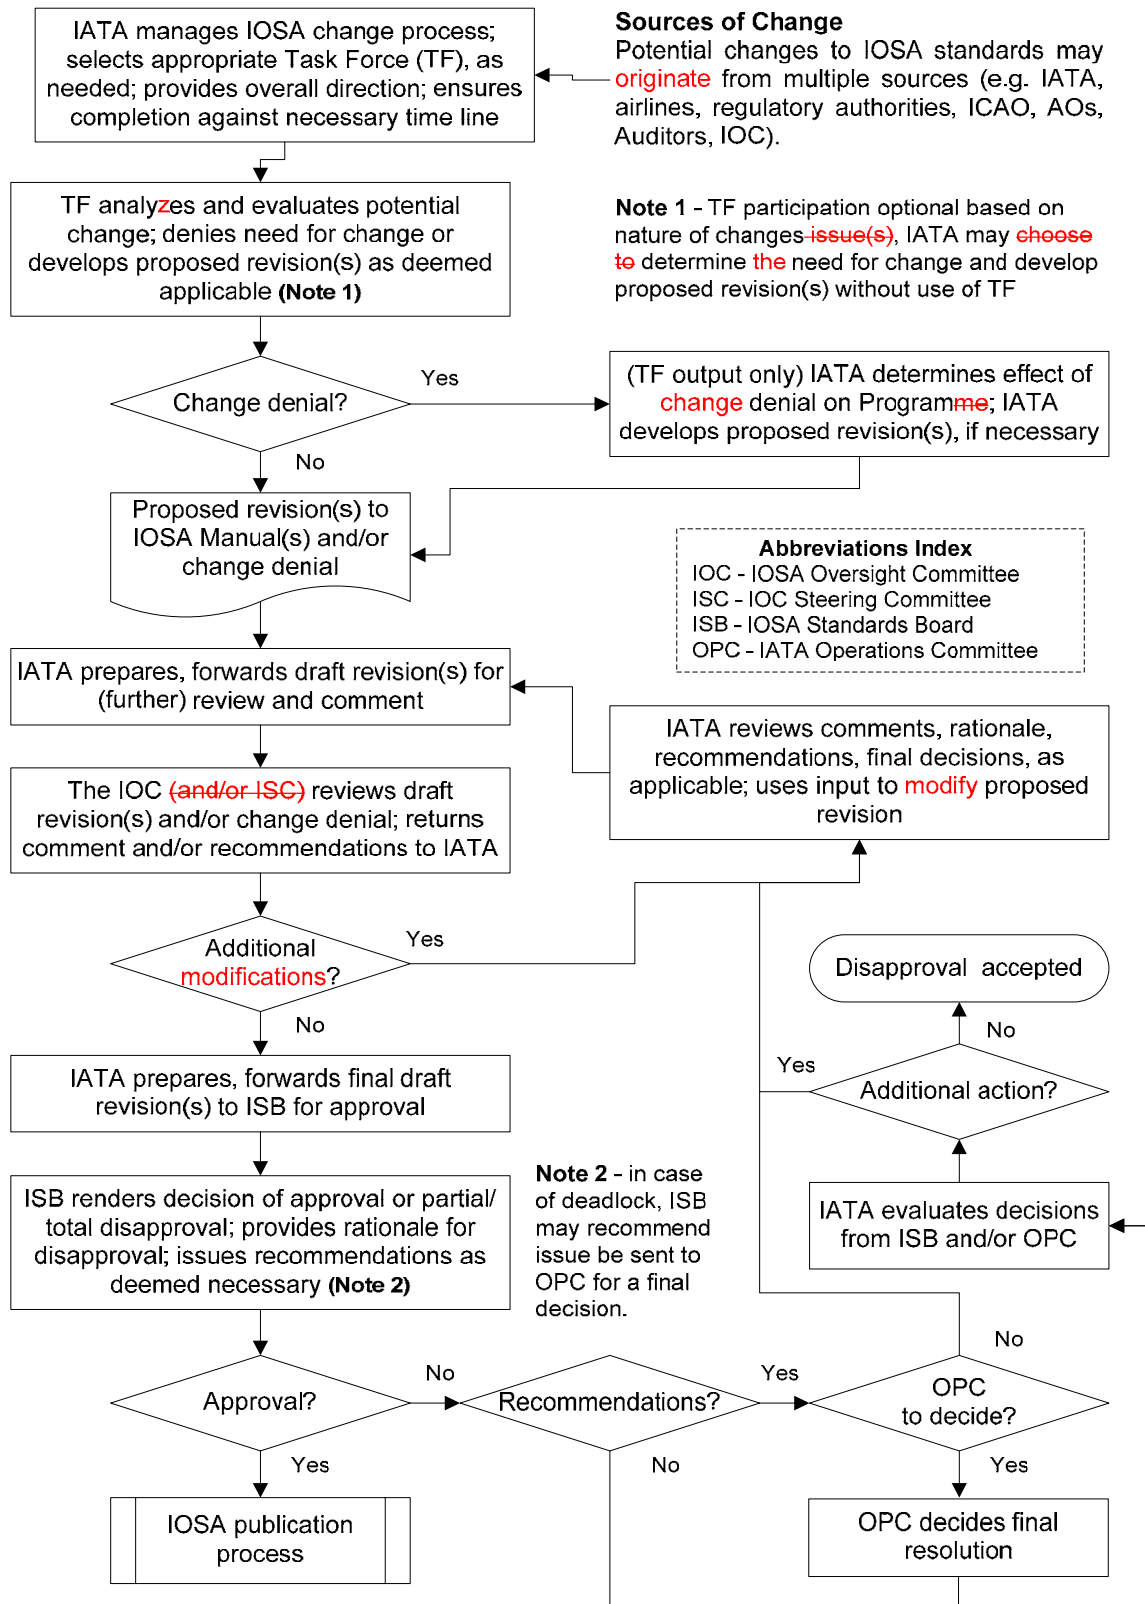 IATA manages IOSA change process;
selects appropriate Task Force (TF), as
needed; provides overall direction; ensures
completion against necessary time line
Sources of Change
Potential changes to IOSA standards may
originate from multiple sources (e.g. IATA,
airlines, regulatory authorities, ICAO, AOs,
Auditors, IOC).
TF analyzes and evaluates potential
change; denies need for change or
develops proposed revision(s) as deemed
applicable (Note 1)
Note 1 - TF participation optional based on
nature of changes issue(s), IATA may choose
to determine the need for change and develop
proposed revision(s) without use of TF
Change denial?
Yes
No
(TF output only) IATA determines effect of
change denial on Programme; IATA
develops proposed revision(s), if necessary
Proposed revision(s) to
IOSA Manual(s) and/or
change denial
Abbreviations Index
IOC - IOSA Oversight Committee
ISC - IOC Steering Committee
ISB - IOSA Standards Board
OPC - IATA Operations Committee
IATA prepares, forwards draft revision(s) for
(further) review and comment
IATA reviews comments, rationale,
recommendations, final decisions, as
applicable; uses input to modify proposed
revision
The IOC (and/or ISC) reviews draft
revision(s) and/or change denial; returns
comment and/or recommendations to IATA
Additional
modifications?
Yes
No
Disapproval accepted
No
Yes
Additional action?
IATA prepares, forwards final draft
revision(s) to ISB for approval
ISB renders decision of approval or partial/
total disapproval; provides rationale for
disapproval; issues recommendations as
deemed necessary (Note 2)
Note 2 - in case
of deadlock, ISB
may recommend
issue be sent to
OPC for a final
decision.
IATA evaluates decisions
from ISB and/or OPC
Approval?
No
Yes
Recommendations?
Yes
No
OPC
to decide?
No
Yes
IOSA publication
process
OPC decides final
resolution